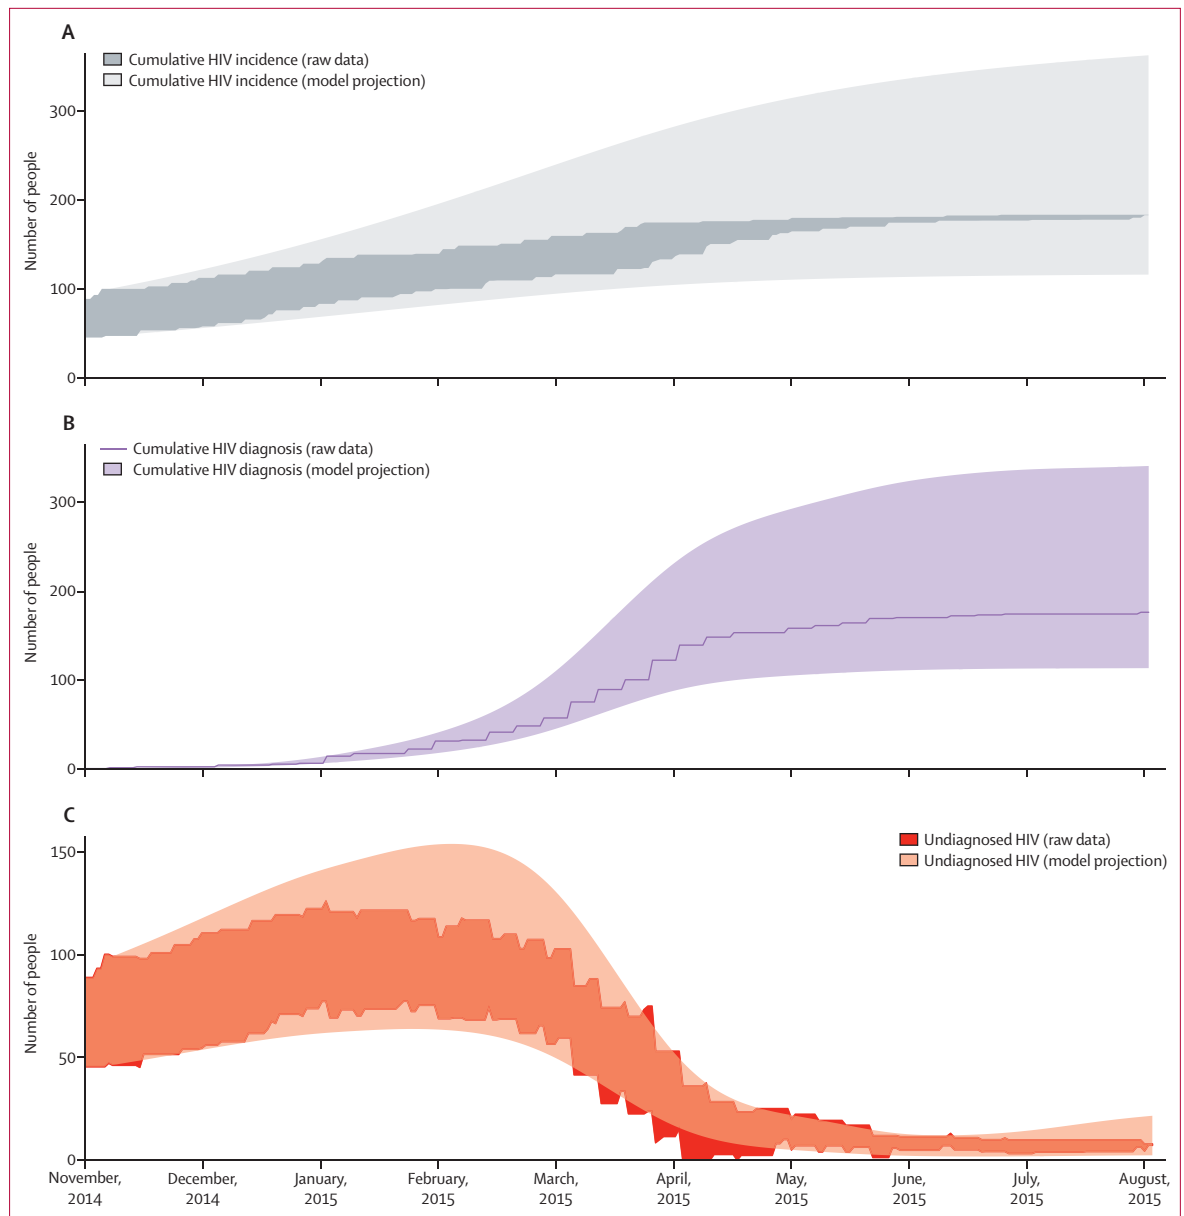 A
Cumulative HIV incidence (raw data)
Cumulative HIV incidence (model projection)
Number of people
300
200
100
0
B
Cumulative HIV diagnosis (raw data)
Cumulative HIV diagnosis (model projection)
Number of people
300
200
100
0
C
Undiagnosed HIV (raw data)
Undiagnosed HIV (model projection)
Number of people
150
100
50
0
November, December, January, February, March, April, May, June, July, August,
2014 2014 2015 2015 2015 2015 2015 2015 2015 2015